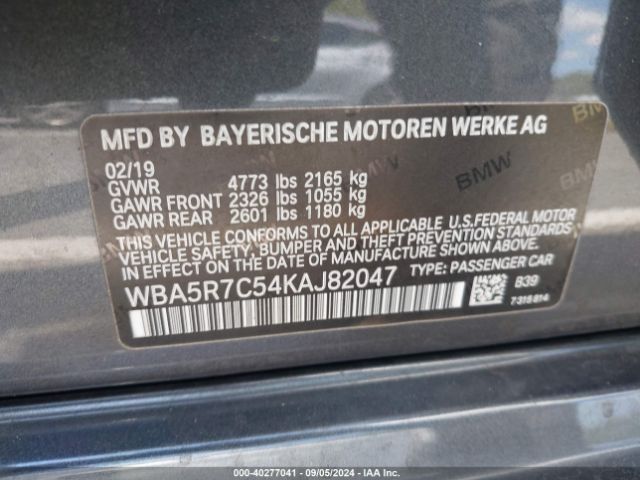 MFD BY BAYERISCHE MOTOREN WERKE AG
02/19
GVWR 4773 lbs 2165 kg
GAWR FRONT 2326 lbs 1055 kg
GAWR REAR 2601 lbs 1180 kg
THIS VEHICLE CONFORMS TO ALL APPLICABLE U.S.FEDERAL MOTOR
VEHICLE SAFETY, BUMPER AND THEFT PREVENTION STANDARDS
IN EFFECT ON THE DATE OF MANUFACTURE SHOWN ABOVE.
WBA5R7C54KAJ82047 TYPE: PASSENGER CAR
B39
7315814
BMW
BMW
000-40277041 - 09/05/2024 - IAA Inc.